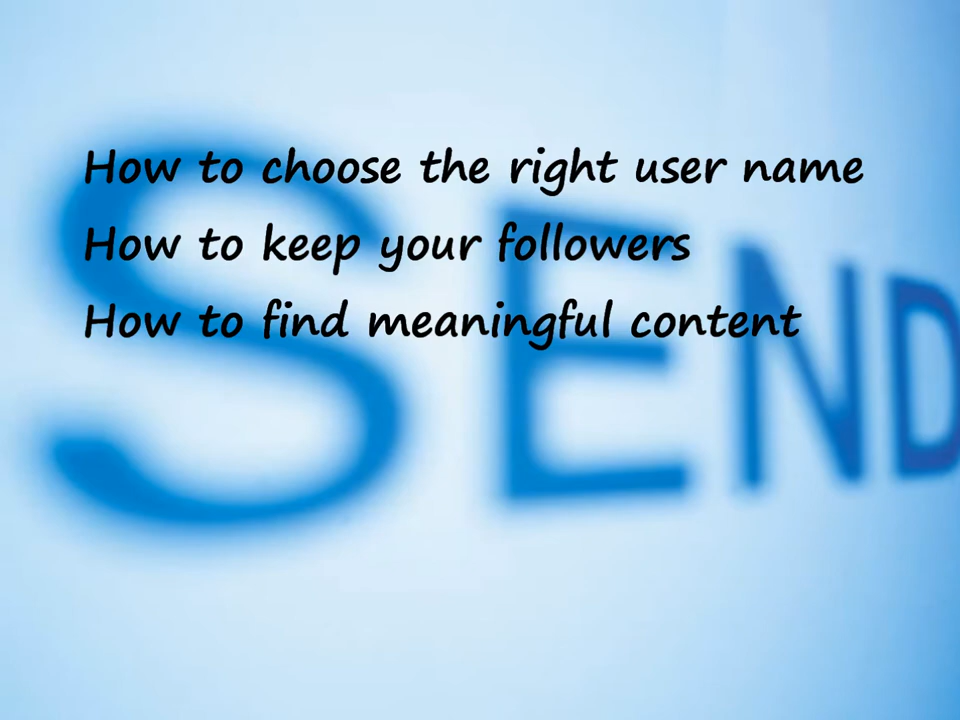 How to choose the right user name
How to keep your followers
How to find meaningful content
SEND